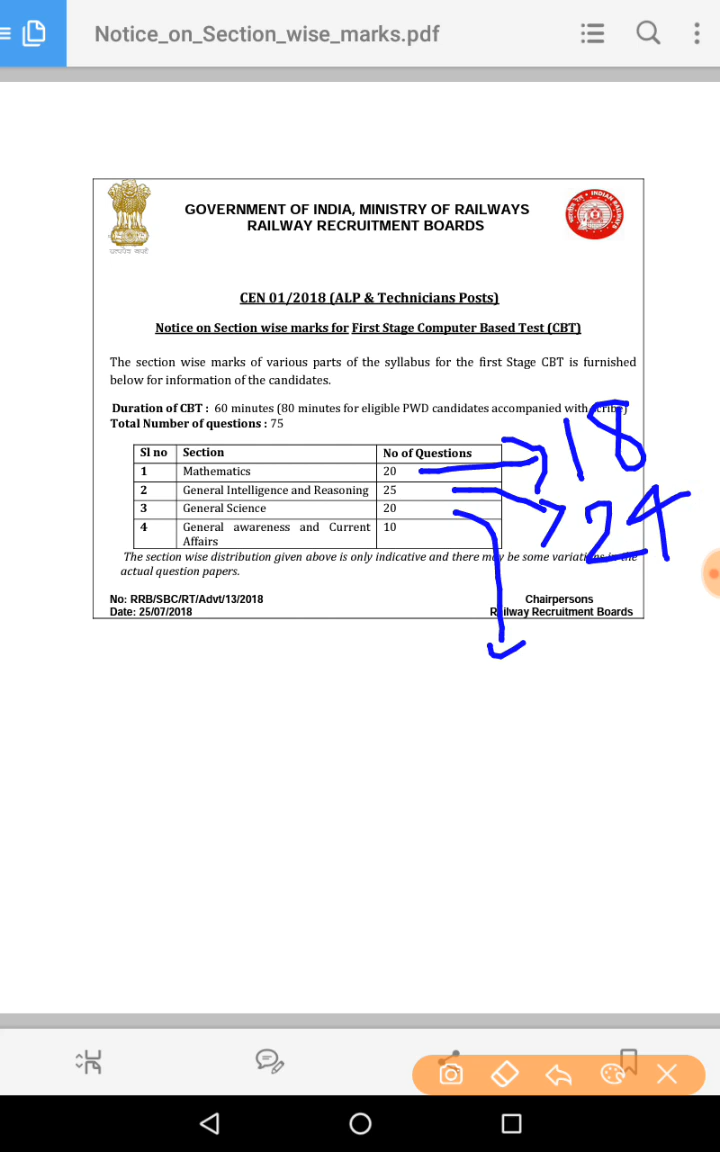 Notice_on_Section_wise_marks.pdf
GOVERNMENT OF INDIA, MINISTRY OF RAILWAYS
RAILWAY RECRUITMENT BOARDS
CEN 01/2018 (ALP & Technicians Posts)
Notice on Section wise marks for First Stage Computer Based Test (CBT)
The section wise marks of various parts of the syllabus for the first Stage CBT is furnished
below for information of the candidates.
Duration of CBT : 60 minutes (80 minutes for eligible PWD candidates accompanied with scribe)
Total Number of questions : 75
Sl no Section No of Questions
1 Mathematics 20
18
2 General Intelligence and Reasoning 25
24
3 General Science 20
4 General awareness and Current
Affairs 10
The section wise distribution given above is only indicative and there may be some variations in the
actual question papers.
No: RRB/SBC/RT/Advt/13/2018
Date: 25/07/2018
Chairpersons
Railway Recruitment Boards